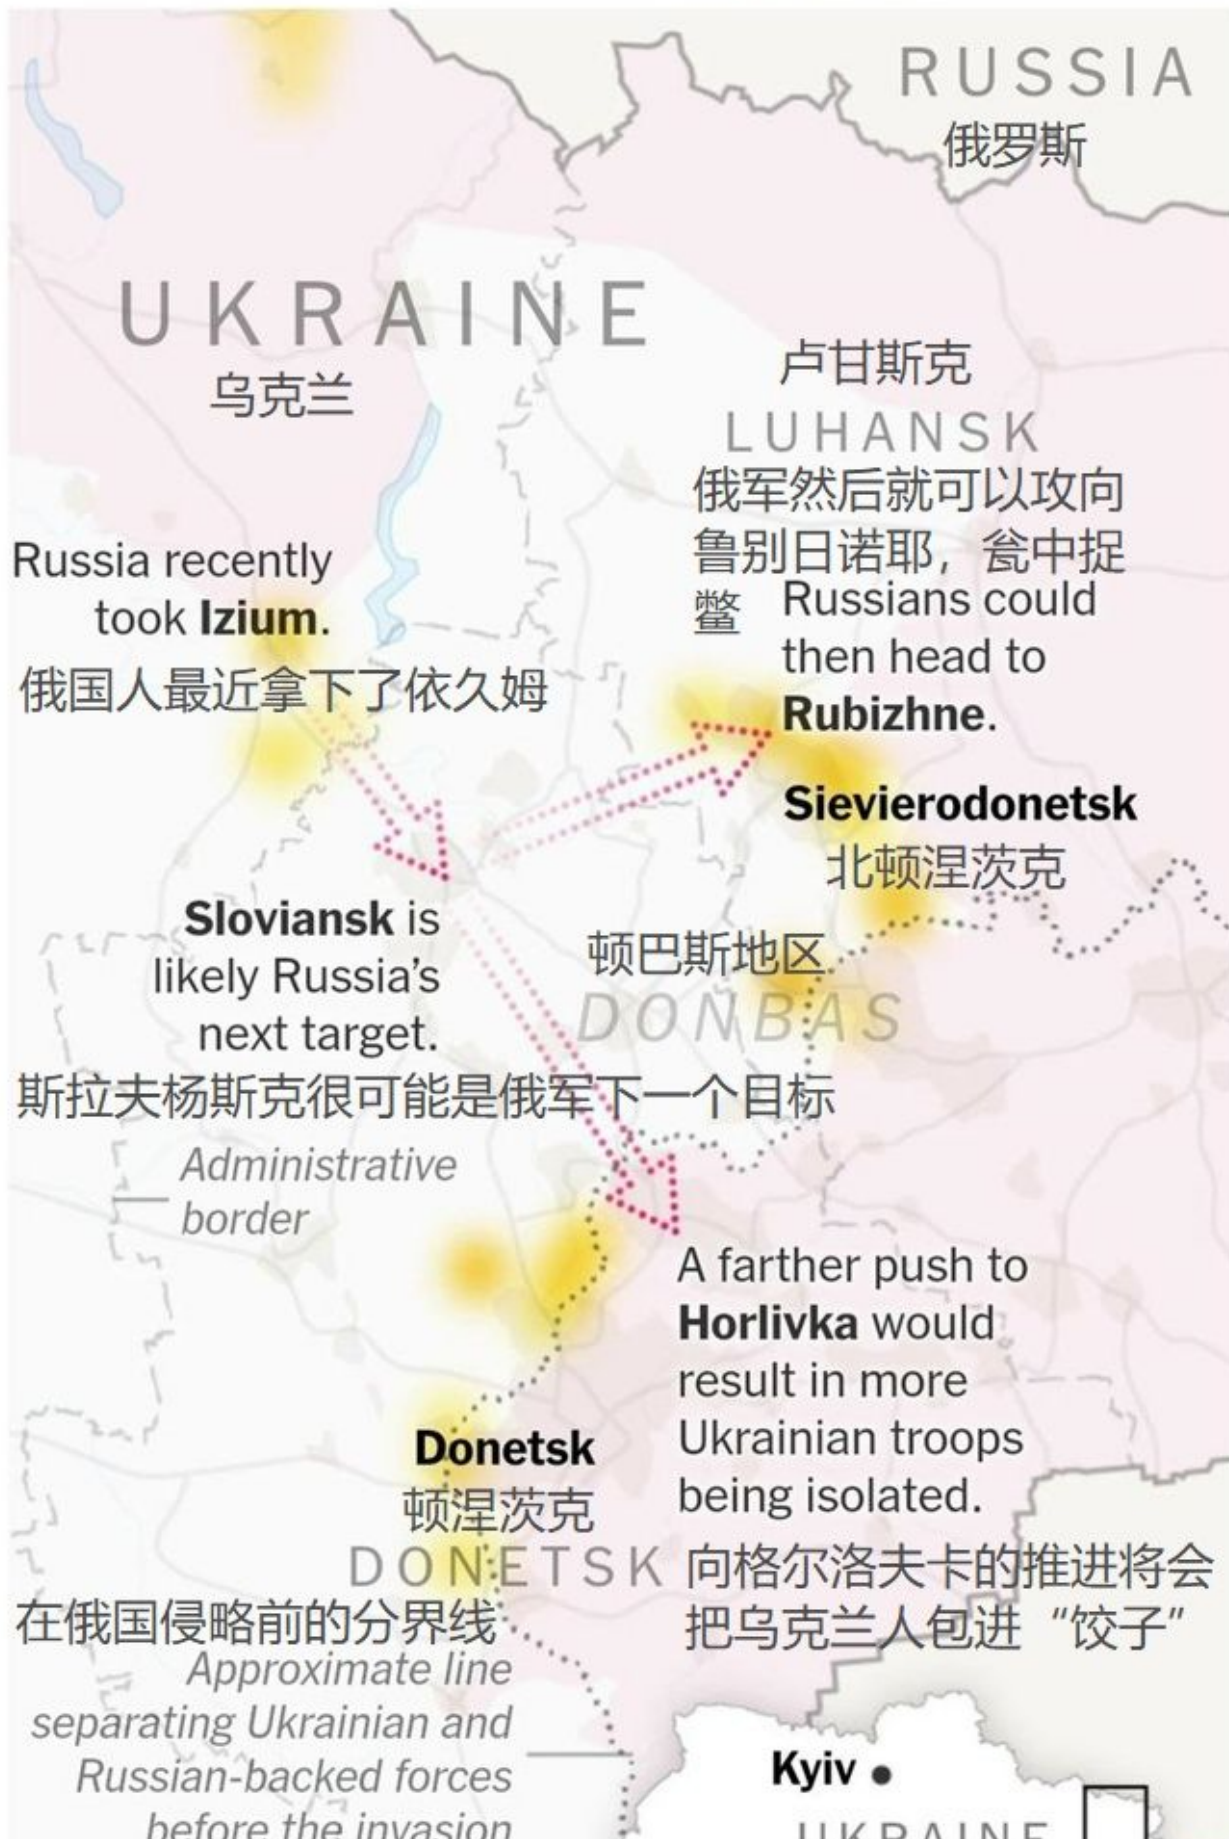 RUSSIA
俄罗斯
UKRAINE
乌克兰
卢甘斯克
LUHANSK
俄军然后就可以攻向
鲁别日诺耶，瓮中捉
鳖
Russians could
then head to
Rubizhne.
Russia recently
took Izium.
俄国人最近拿下了依久姆
Sievierodonetsk
北顿涅茨克
Sloviansk is
likely Russia's
next target.
斯拉夫杨斯克很可能是俄军下一个目标
顿巴斯地区
DONBAS
Administrative
border
A farther push to
Horlivka would
result in more
Ukrainian troops
being isolated.
向格尔洛夫卡的推进将会
把乌克兰人包进“饺子”
Donetsk
顿涅茨克
DONETSK
在俄国侵略前的分界线
Approximate line
separating Ukrainian and
Russian-backed forces
before the invasion
Kyiv
UKRAINE